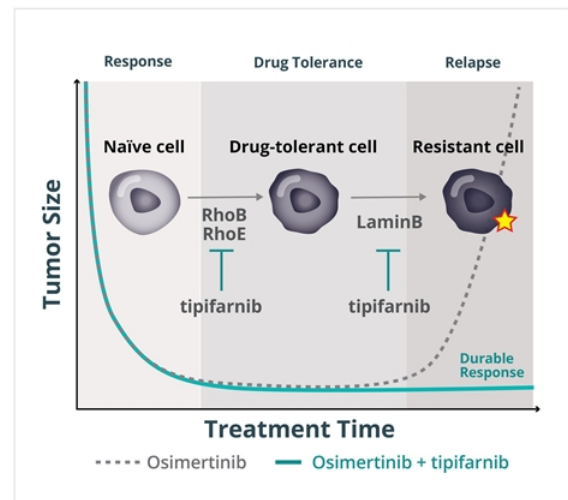 Response
Drug Tolerance
Relapse
Naïve cell
Drug-tolerant cell
Resistant cell
RhoB
RhoE
LaminB
tipifarnib
tipifarnib
Tumor Size
Durable
Response
Treatment Time
Osimertinib
Osimertinib + tipifarnib